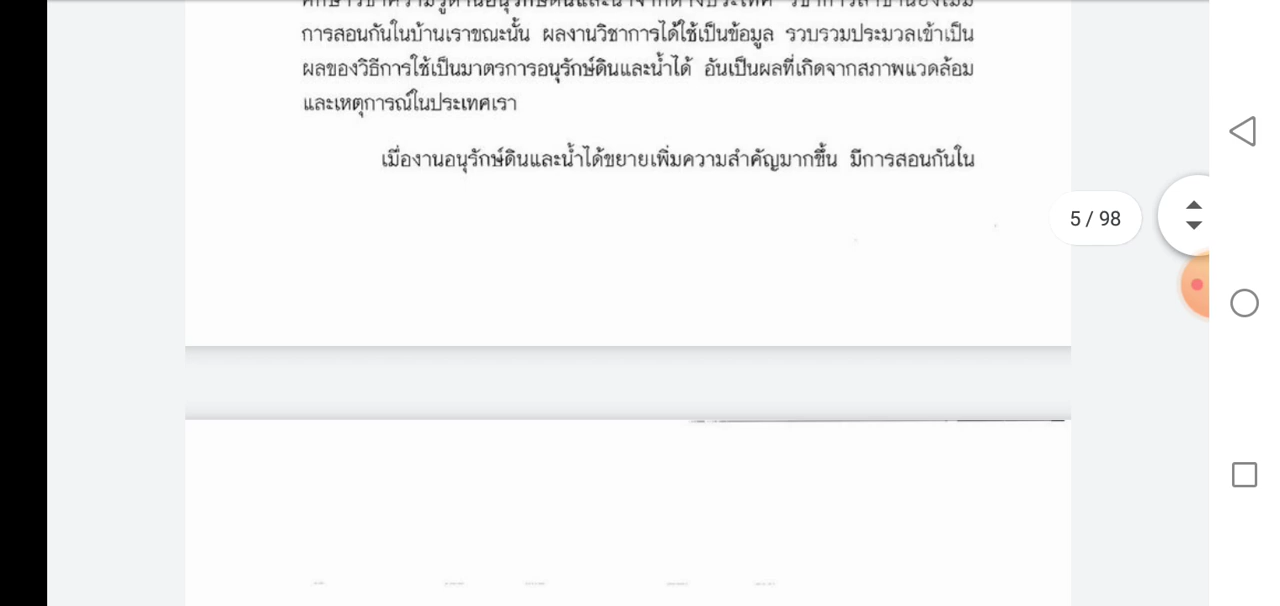 การสอนกันในบ้านเราขณะนั้น ผลงานวิชาการได้ใช้เป็นข้อมูล รวบรวมประมวลเข้าเป็น
ผลของวิธีการใช้เป็นมาตรการอนุรักษ์ดินและน้ำได้ อันเป็นผลที่เกิดจากสภาพแวดล้อม
และเหตุการณ์ในประเทศเรา
เมื่องานอนุรักษ์ดินและน้ำได้ขยายเพิ่มความสำคัญมากขึ้น มีการสอนกันใน
5 / 98